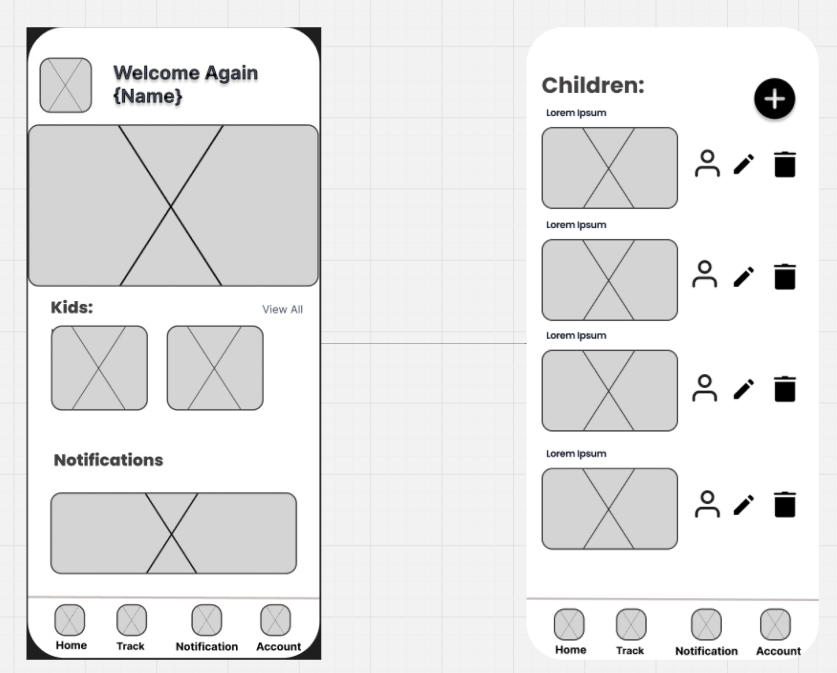 Welcome Again
{Name}
Kids:
View All
Notifications
Home
Track
Notification
Account
Children:
Lorem Ipsum
Lorem Ipsum
Lorem Ipsum
Lorem Ipsum
Home
Track
Notification
Account